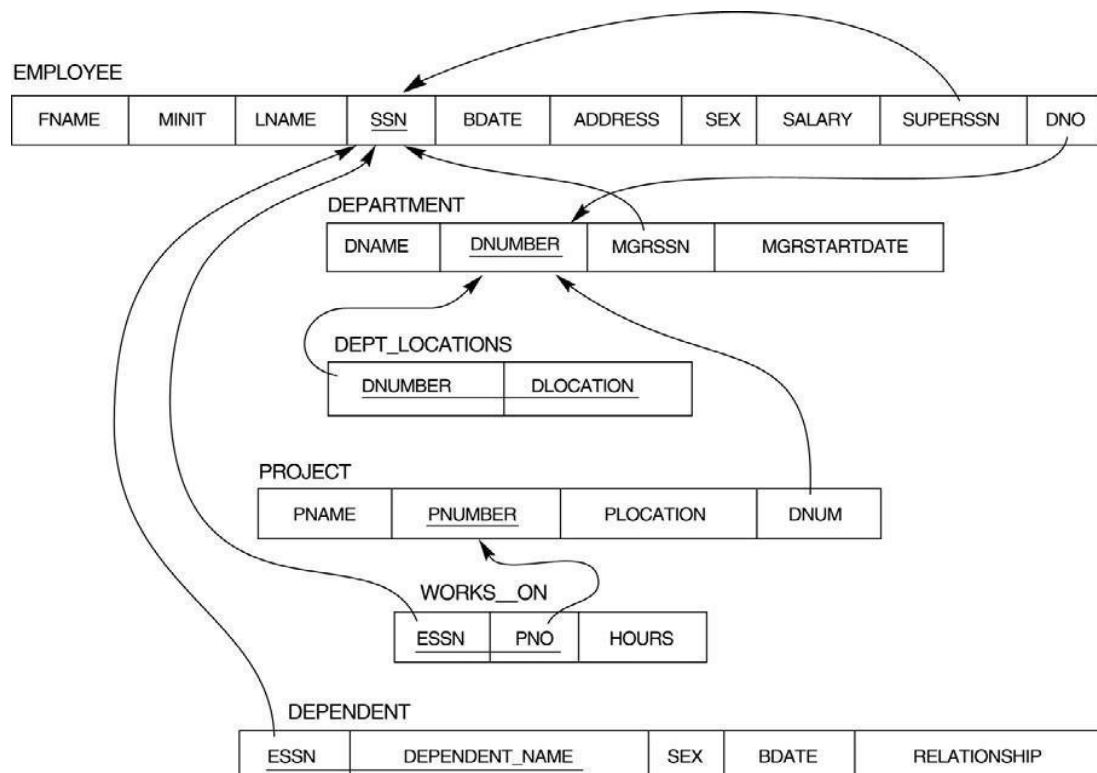 EMPLOYEE
FNAME MINIT LNAME SSN BDATE ADDRESS SEX SALARY SUPERSSN DNO
DEPARTMENT
DNAME DNUMBER MGRSSN MGRSTARTDATE
DEPT_LOCATIONS
DNUMBER DLOCATION
PROJECT
PNAME PNUMBER PLOCATION DNUM
WORKS__ON
ESSN PNO HOURS
DEPENDENT
ESSN DEPENDENT_NAME SEX BDATE RELATIONSHIP